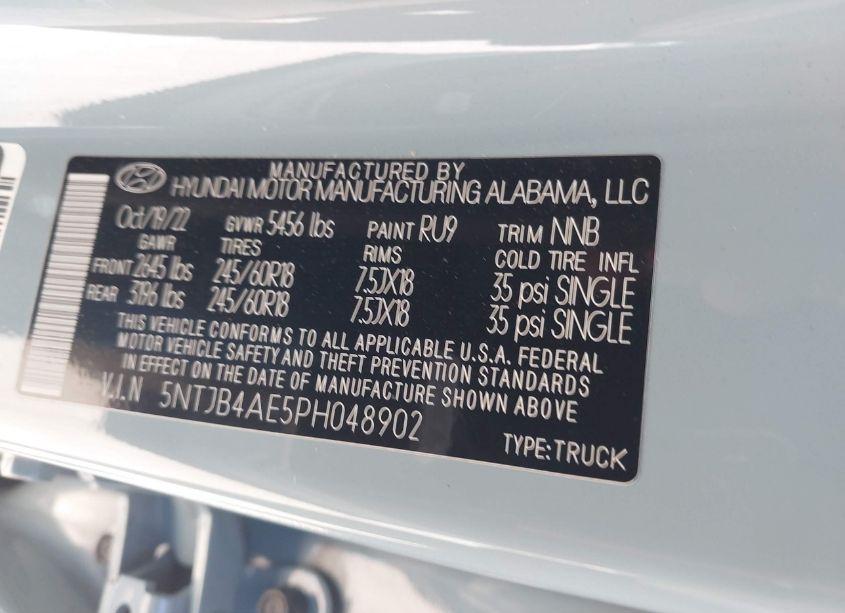 MANUFACTURED BY
HYUNDAI MOTOR MANUFACTURING ALABAMA, LLC
Oct/19/22 GVWR 5456 lbs PAINT RU9 TRIM NNB
GAWR TIRES RIMS COLD TIRE INFL
FRONT 2645 lbs 245/60R18 7.5JX18 35 psi SINGLE
REAR 3196 lbs 245/60R18 7.5JX18 35 psi SINGLE
THIS VEHICLE CONFORMS TO ALL APPLICABLE U.S.A. FEDERAL
MOTOR VEHICLE SAFETY AND THEFT PREVENTION STANDARDS
IN EFFECT ON THE DATE OF MANUFACTURE SHOWN ABOVE
V.I.N 5NTJB4AE5PH048902
TYPE:TRUCK